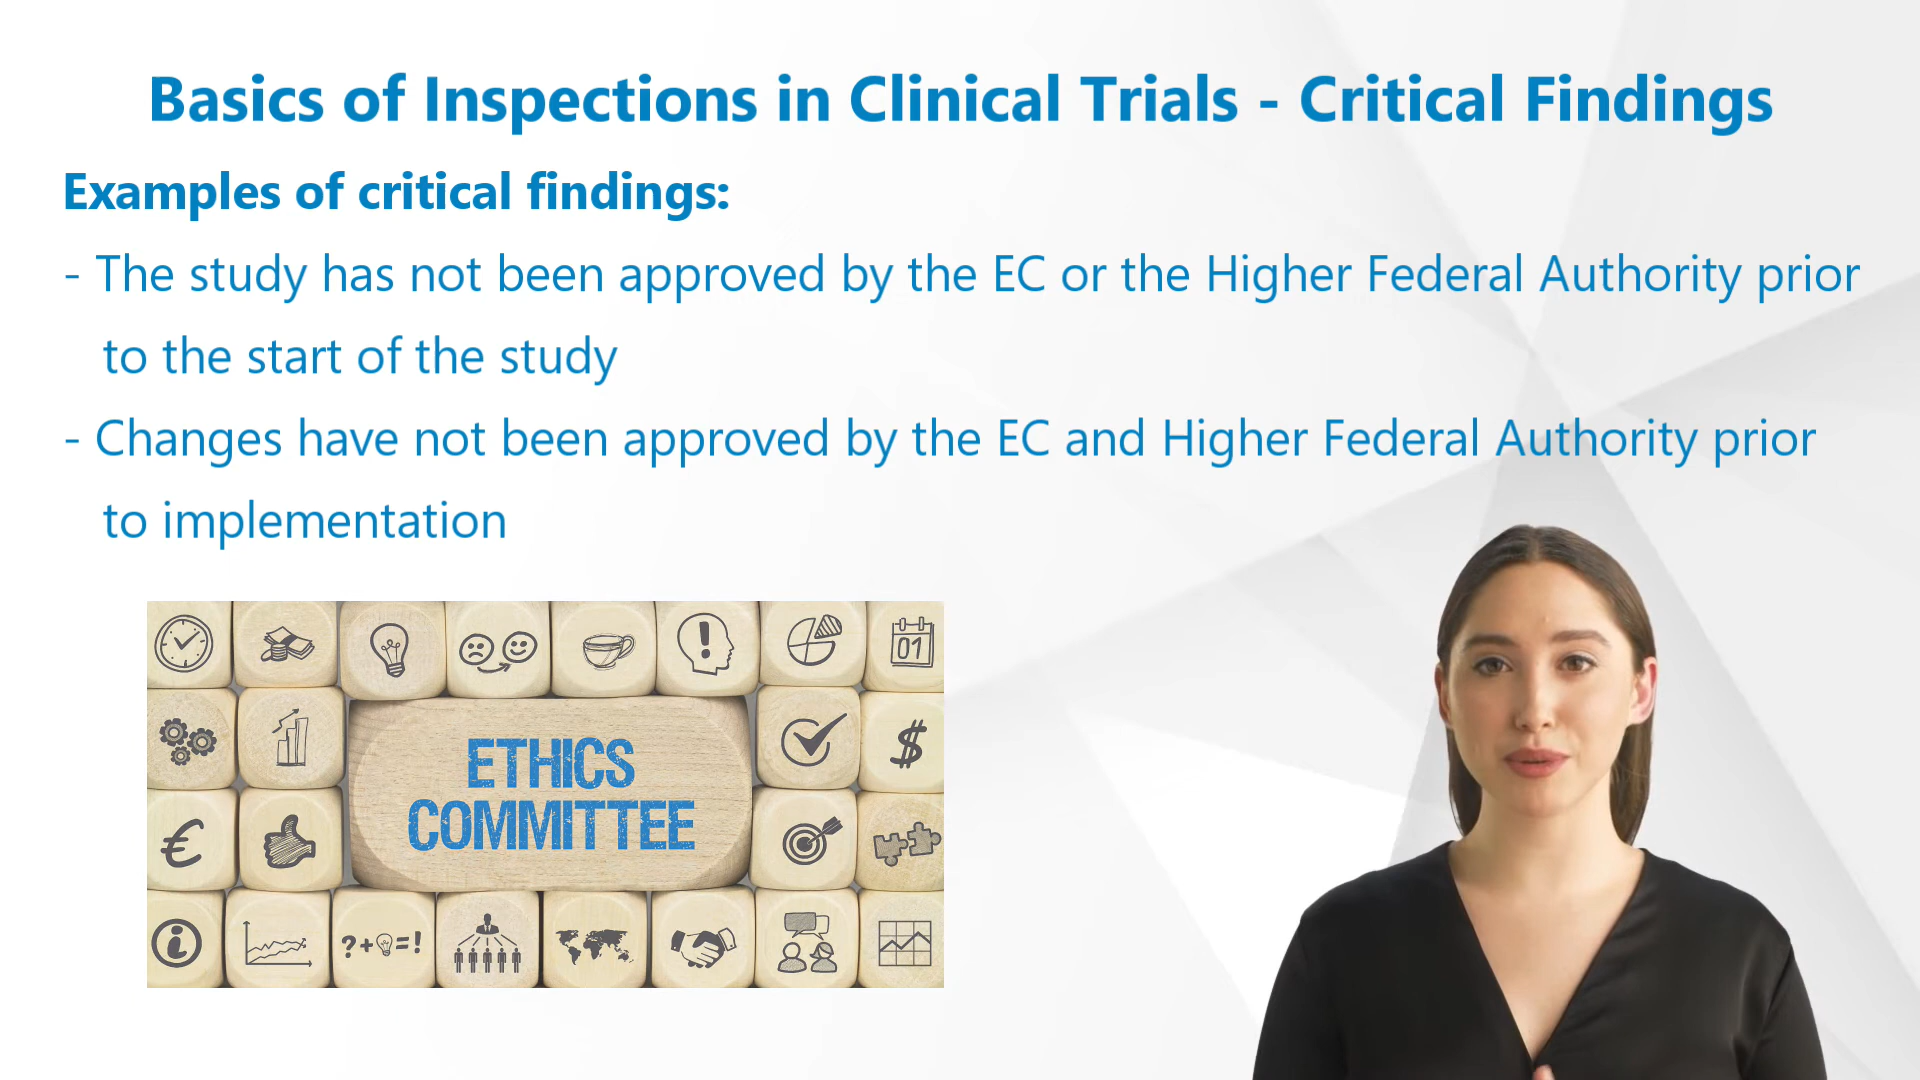 Basics of Inspections in Clinical Trials - Critical Findings
Examples of critical findings:
- The study has not been approved by the EC or the Higher Federal Authority prior
to the start of the study
- Changes have not been approved by the EC and Higher Federal Authority prior
to implementation
01
$
ETHICS
COMMITTEE
€
i
?+=!